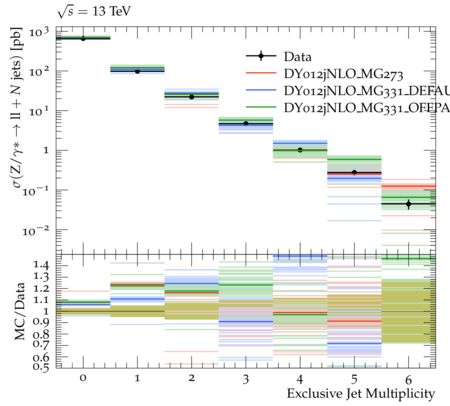 √s = 13 TeV
σ(Z/γ* → ll + N jets) [pb]
10³
10²
10¹
1
10⁻¹
10⁻²
Data
DY012jNLO_MG273
DY012jNLO_MG331_DEFAU
DY012jNLO_MG331_OFFPA
MC/Data
1.4
1.3
1.2
1.1
1
0.9
0.8
0.7
0.6
0.5
0 1 2 3 4 5 6
Exclusive Jet Multiplicity